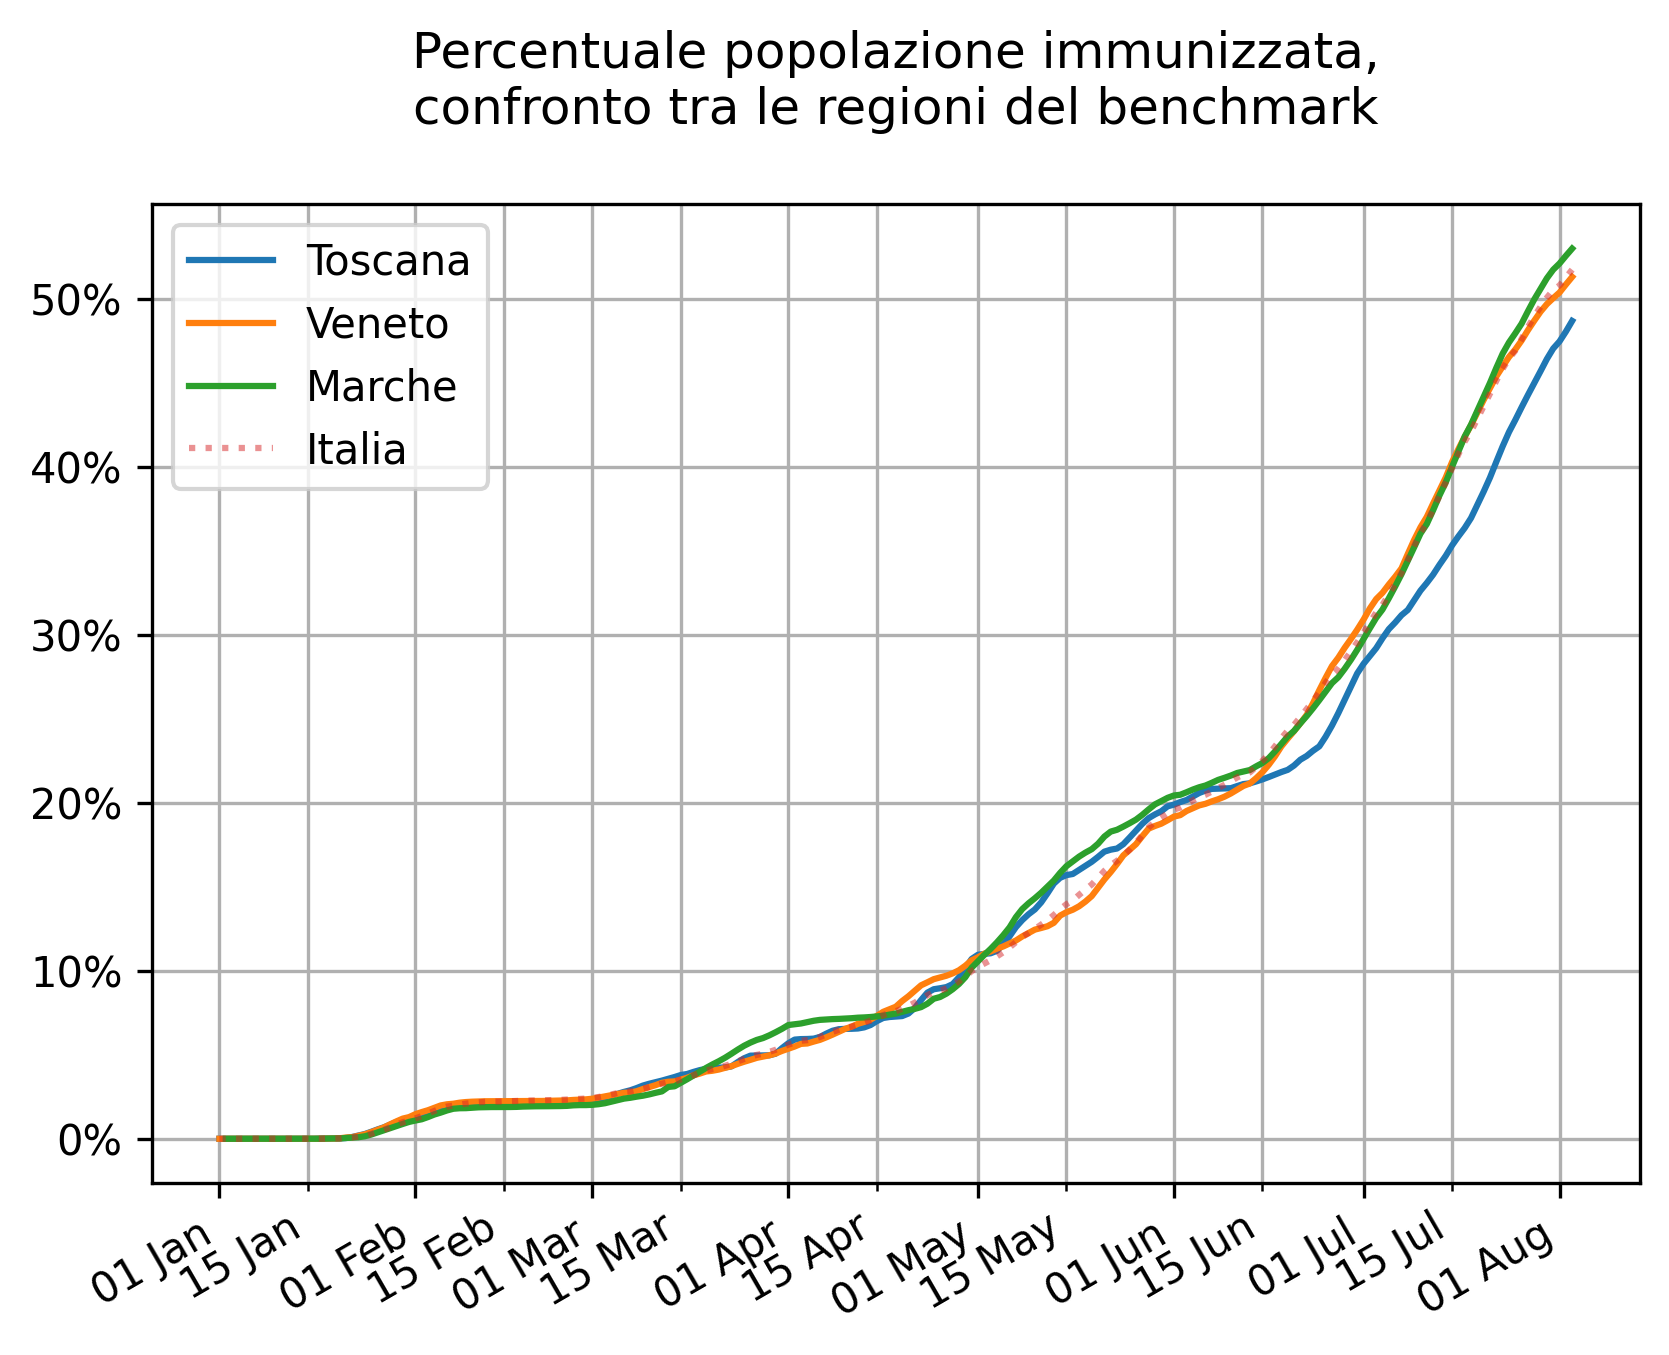 Percentuale popolazione immunizzata,
confronto tra le regioni del benchmark
Toscana
Veneto
Marche
Italia
50%
40%
30%
20%
10%
0%
01 Jan
15 Jan
01 Feb
15 Feb
01 Mar
15 Mar
01 Apr
15 Apr
01 May
15 May
01 Jun
15 Jun
01 Jul
15 Jul
01 Aug